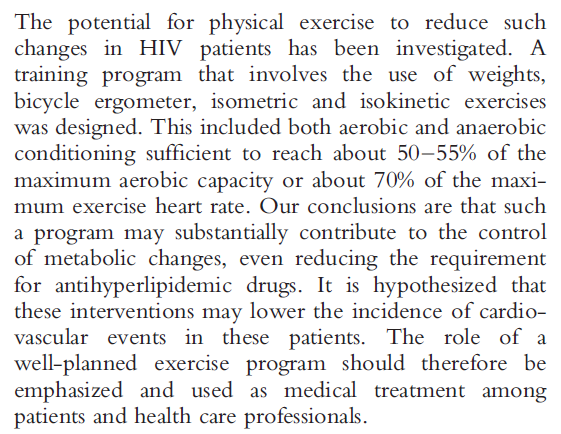 The potential for physical exercise to reduce such
changes in HIV patients has been investigated. A
training program that involves the use of weights,
bicycle ergometer, isometric and isokinetic exercises
was designed. This included both aerobic and anaerobic
conditioning sufficient to reach about 50–55% of the
maximum aerobic capacity or about 70% of the maxi-
mum exercise heart rate. Our conclusions are that such
a program may substantially contribute to the control
of metabolic changes, even reducing the requirement
for antihyperlipidemic drugs. It is hypothesized that
these interventions may lower the incidence of cardio-
vascular events in these patients. The role of a
well-planned exercise program should therefore be
emphasized and used as medical treatment among
patients and health care professionals.